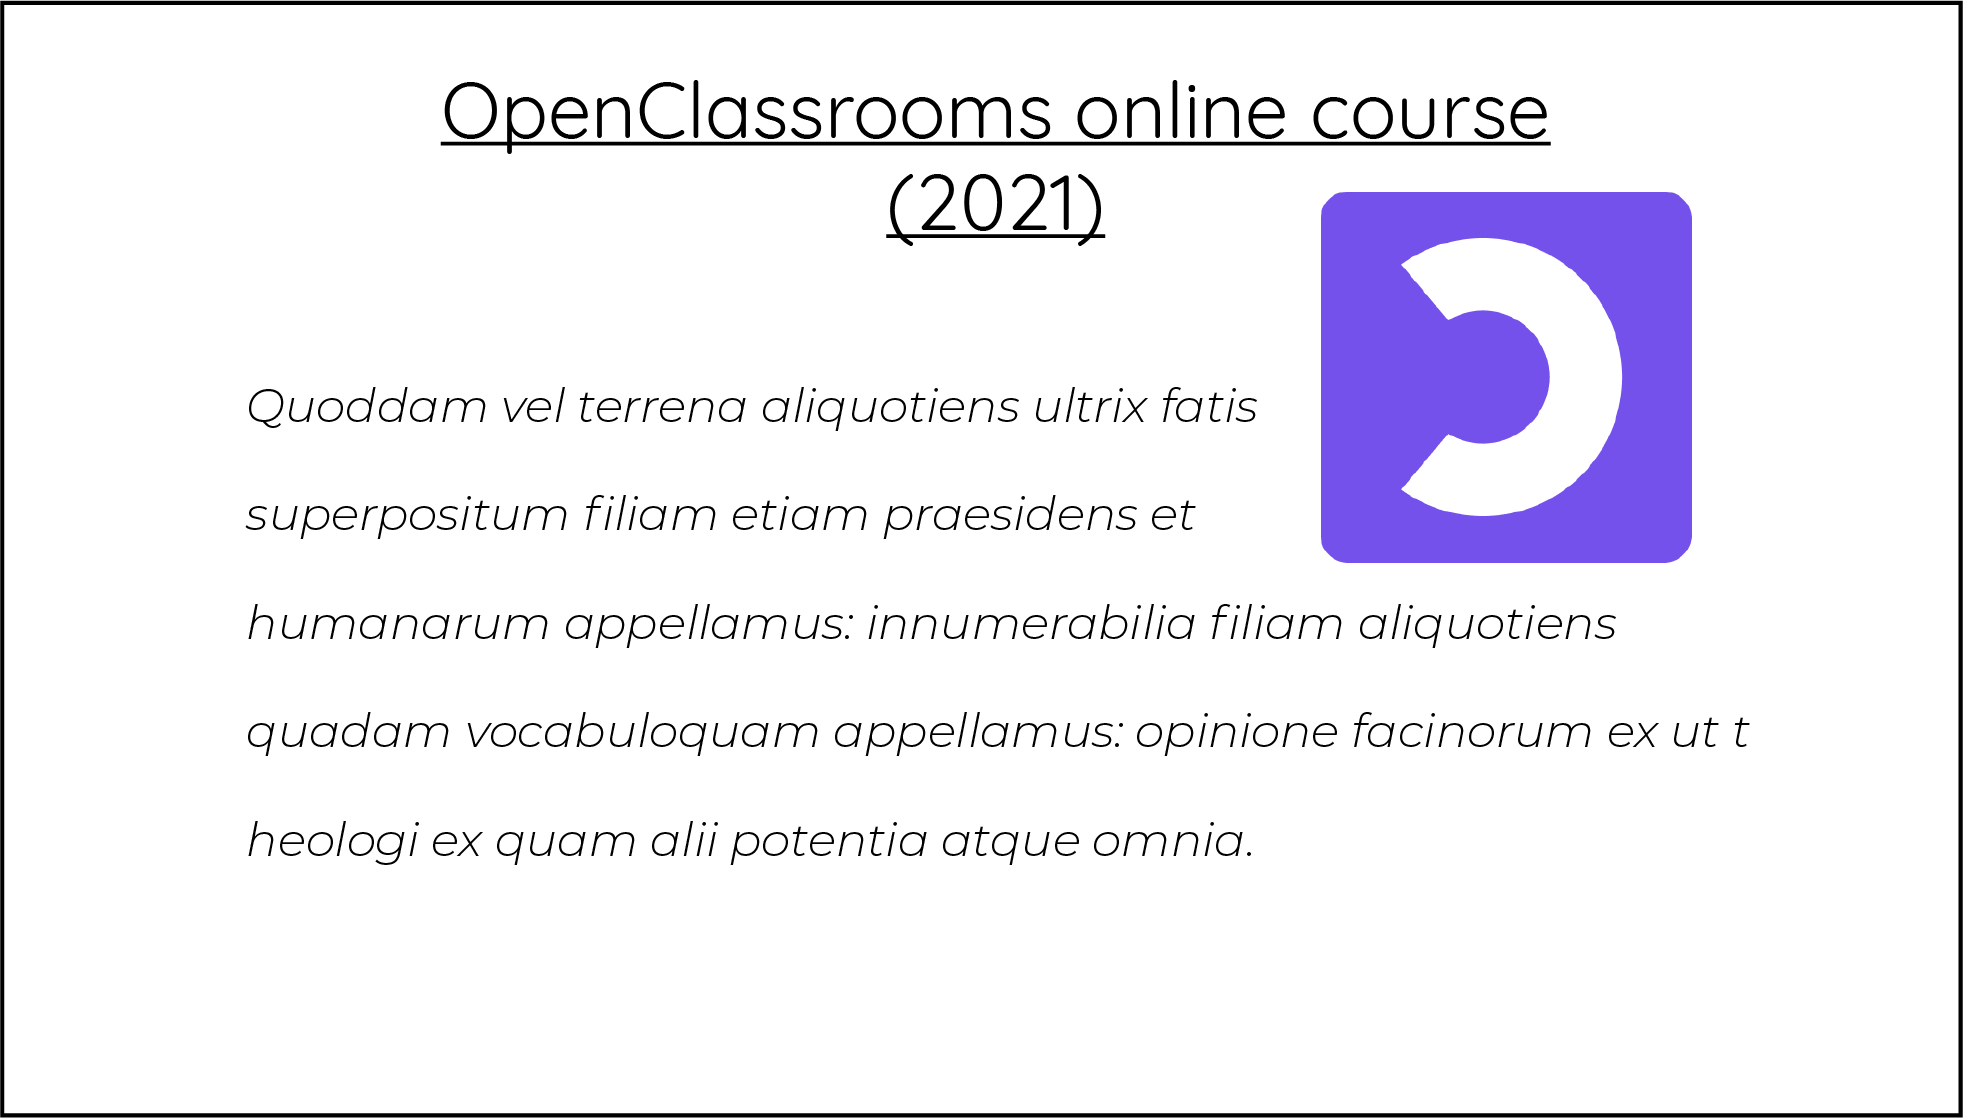 OpenClassrooms online course
(2021)
Quoddam vel terrena aliquotiens ultrix fatis
superpositum filiam etiam praesidens et
humanarum appellamus: innumerabilia filiam aliquotiens
quadam vocabuloquam appellamus: opinione facinorum ex ut t
heologi ex quam alii potentia atque omnia.